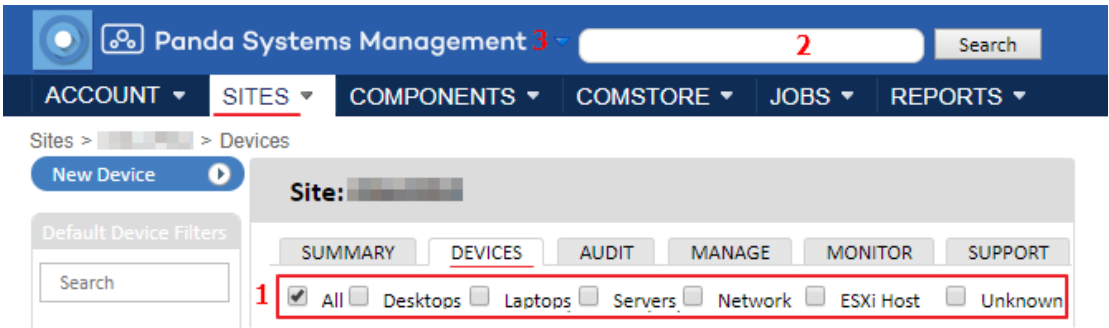 Panda Systems Management 3 2 Search
ACCOUNT SITES COMPONENTS COMSTORE JOBS REPORTS
Sites > > Devices
New Device
Site:
Default Device Filters
SUMMARY DEVICES AUDIT MANAGE MONITOR SUPPORT
Search
1 All Desktops Laptops Servers Network ESXi Host Unknown